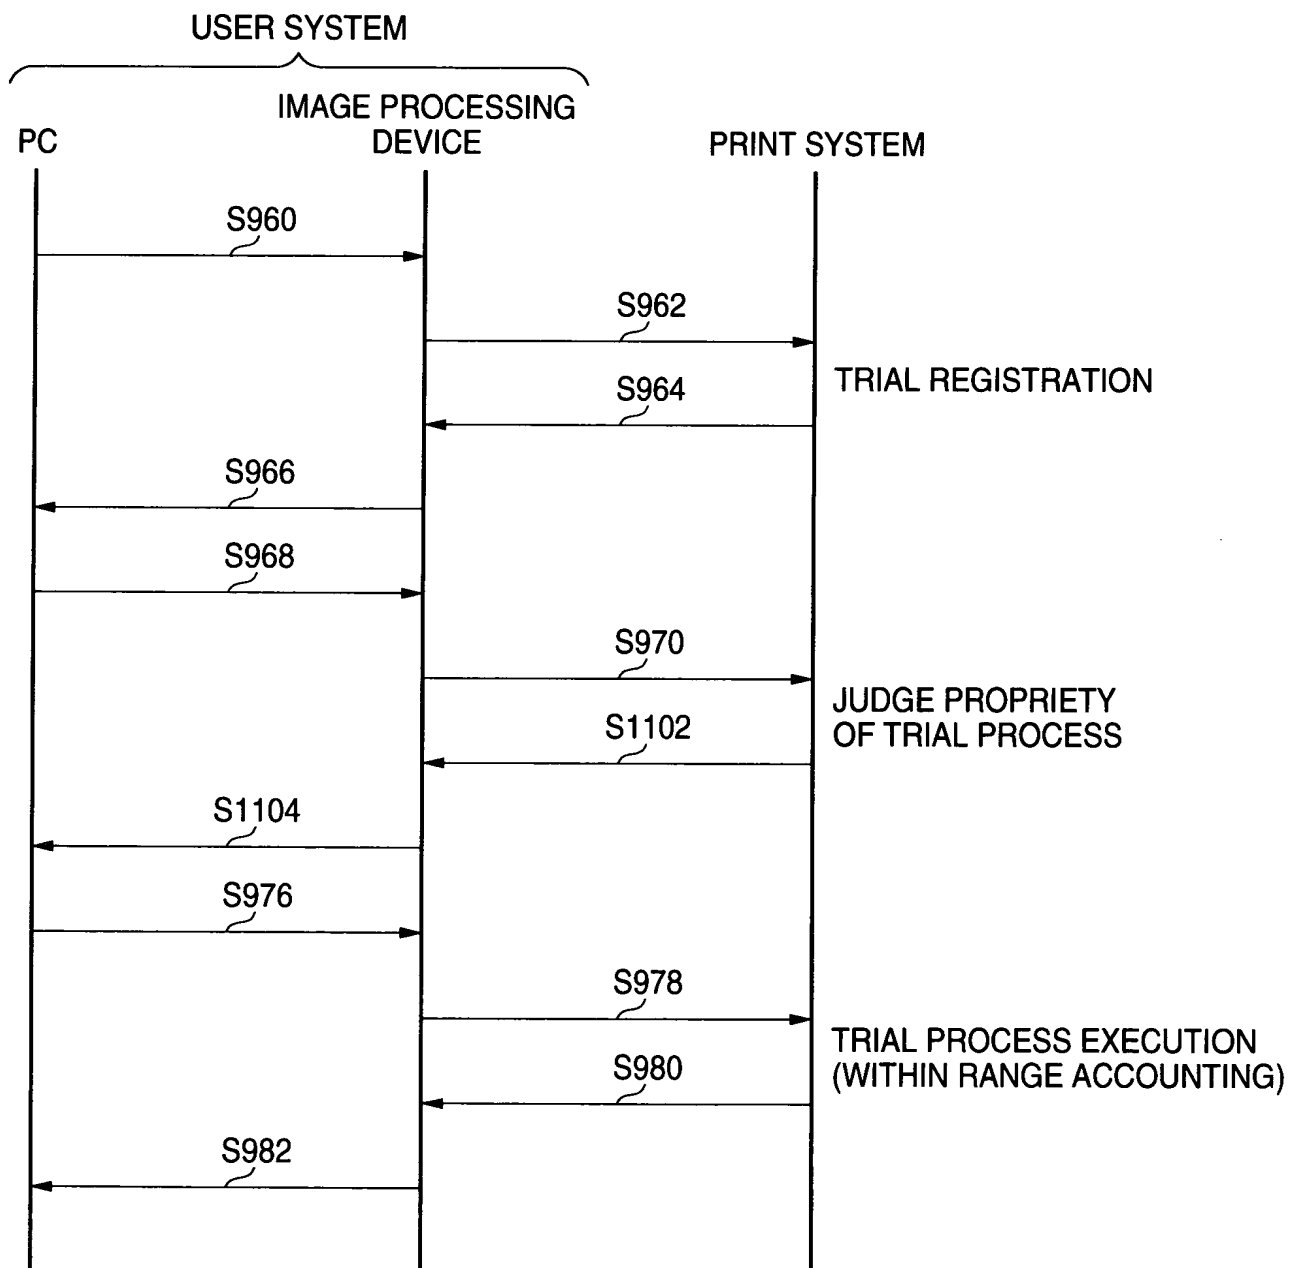 USER SYSTEM
IMAGE PROCESSING
DEVICE
PC
PRINT SYSTEM
S960
S962
TRIAL REGISTRATION
S964
S966
S968
S970
JUDGE PROPRIETY
OF TRIAL PROCESS
S1102
S1104
S976
S978
TRIAL PROCESS EXECUTION
(WITHIN RANGE ACCOUNTING)
S980
S982